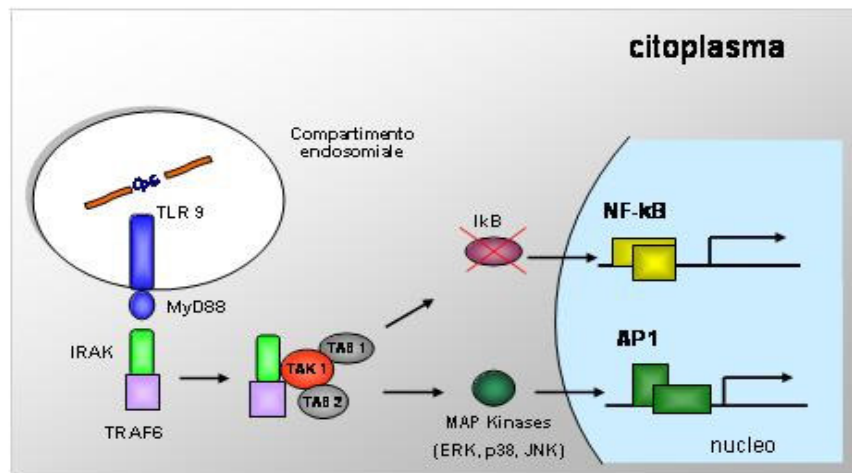 citoplasma
Compartimento
endosomiale
CpG
TLR 9
MyD88
IRAK
TRAF6
TAK 1
TAB 1
TAB 2
IkB
NF-kB
AP1
MAP Kinases
(ERK, p38, JNK)
nucleo